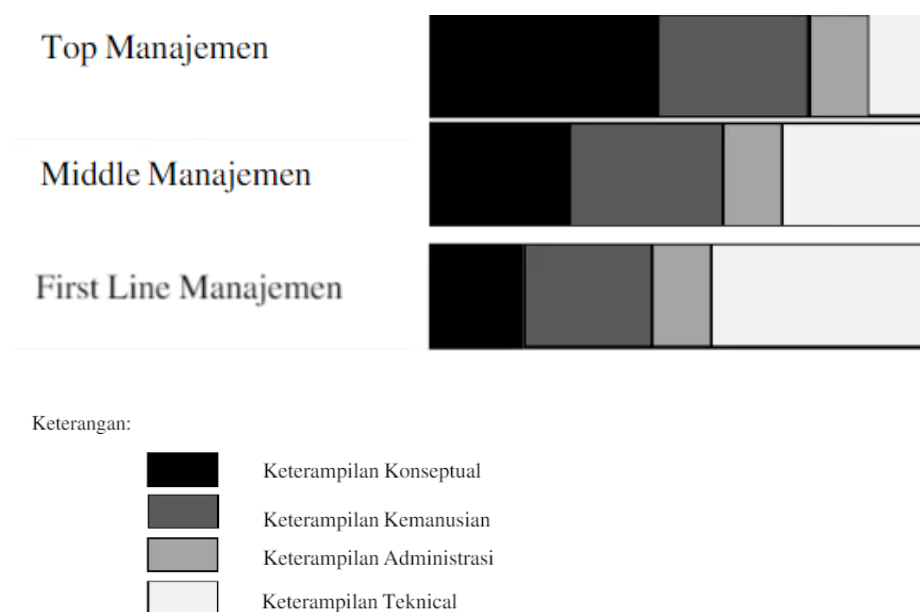 Top Manajemen
Middle Manajemen
First Line Manajemen
Keterangan:
Keterampilan Konseptual
Keterampilan Kemanusian
Keterampilan Administrasi
Keterampilan Teknical